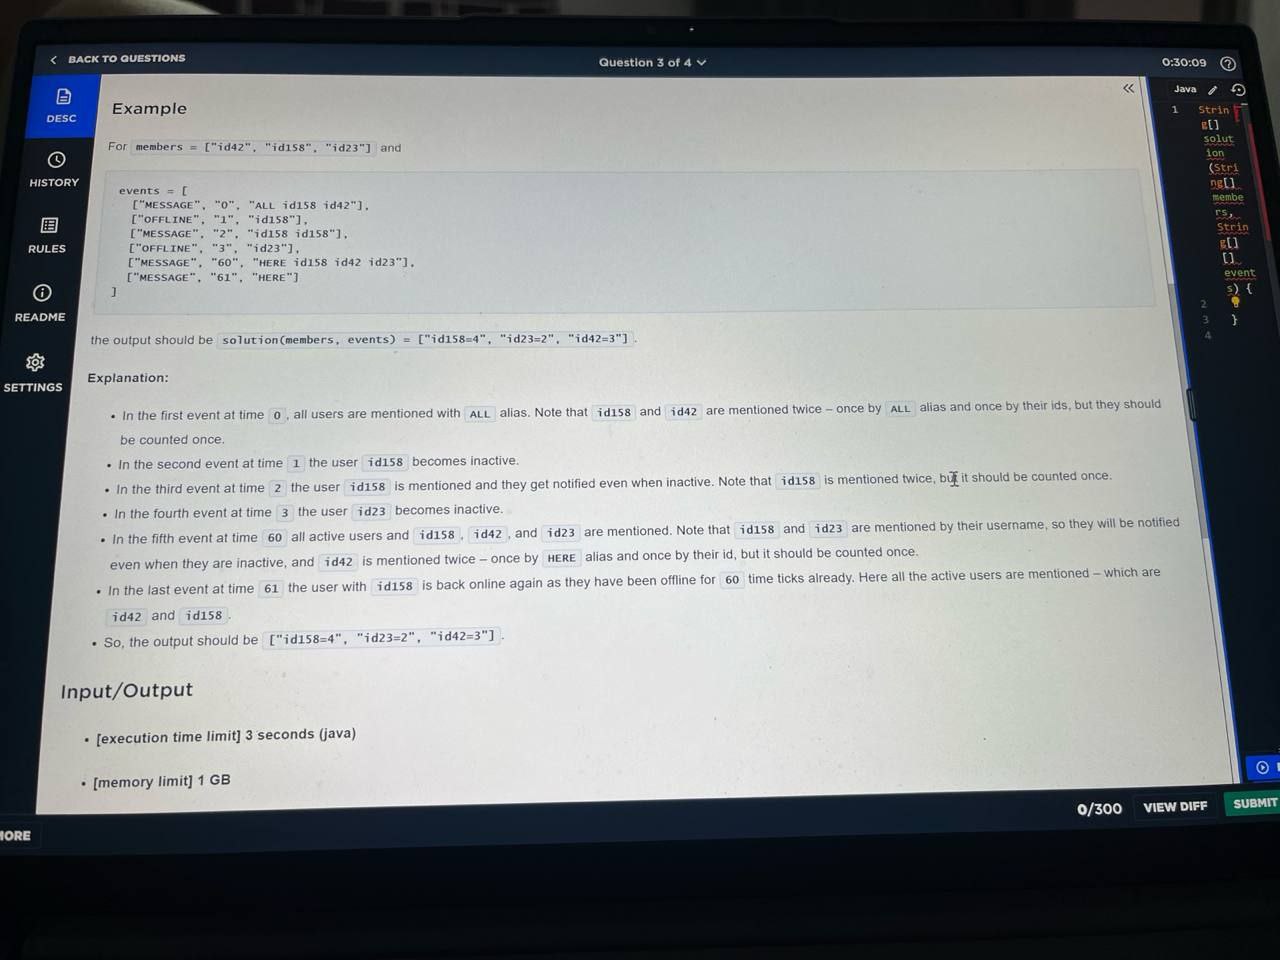 BACK TO QUESTIONS
Question 3 of 4
0:30:09
DESC
HISTORY
RULES
README
SETTINGS
Example
For members = ["id42", "id158", "id23"] and
events = [
["MESSAGE", "0", "ALL id158 id42"],
["OFFLINE", "1", "id158"],
["MESSAGE", "2", "id158 id158"],
["OFFLINE", "3", "id23"],
["MESSAGE", "60", "HERE id158 id42 id23"],
["MESSAGE", "61", "HERE"]
]
the output should be solution(members, events) = ["id158=4", "id23=2", "id42=3"].
Explanation:
• In the first event at time 0, all users are mentioned with ALL alias. Note that id158 and id42 are mentioned twice – once by ALL alias and once by their ids, but they should
be counted once.
• In the second event at time 1 the user id158 becomes inactive.
• In the third event at time 2 the user id158 is mentioned and they get notified even when inactive. Note that id158 is mentioned twice, but it should be counted once.
• In the fourth event at time 3 the user id23 becomes inactive.
• In the fifth event at time 60 all active users and id158, id42, and id23 are mentioned. Note that id158 and id23 are mentioned by their username, so they will be notified
even when they are inactive, and id42 is mentioned twice – once by HERE alias and once by their id, but it should be counted once.
• In the last event at time 61 the user with id158 is back online again as they have been offline for 60 time ticks already. Here all the active users are mentioned – which are
id42 and id158.
• So, the output should be ["id158=4", "id23=2", "id42=3"].
Input/Output
• [execution time limit] 3 seconds (java)
• [memory limit] 1 GB
Java
1 Strin
g[]
solut
ion
(Stri
ng[]
membe
rs,
Strin
g[]
[]
event
s) {
2
3 }
4
MORE
0/300
VIEW DIFF
SUBMIT